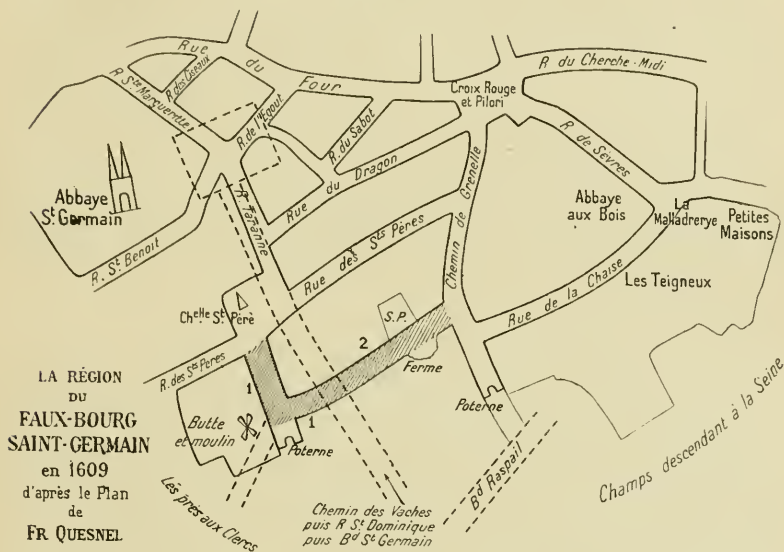 Rue du Four
R. Ste Marguerite
R. des Ciseaux
R. de l'Egout
R. du Sabot
Croix Rouge
et Pilori
R du Cherche-Midi
R. de Sèvres
Abbaye
St Germain
R. St Benoit
R. Taranne
Rue du Dragon
Rue des Sts Pères
Chemin de Grenelle
Abbaye
aux Bois
La
Malladrerye
Petites
Maisons
Les Teigneux
Rue de la Chaise
Chelle St Père
R. des Sts Pères
S.P.
2
Ferme
1
1
Butte
et moulin
Poterne
Poterne
Les près aux Clercs
Chemin des Vaches
puis R St Dominique
puis Bd St Germain
Bd Raspail
Champs descendant à la Seine
LA RÉGION
DU
FAUX-BOURG
SAINT-GERMAIN
en 1609
d'après le Plan
de
FR QUESNEL